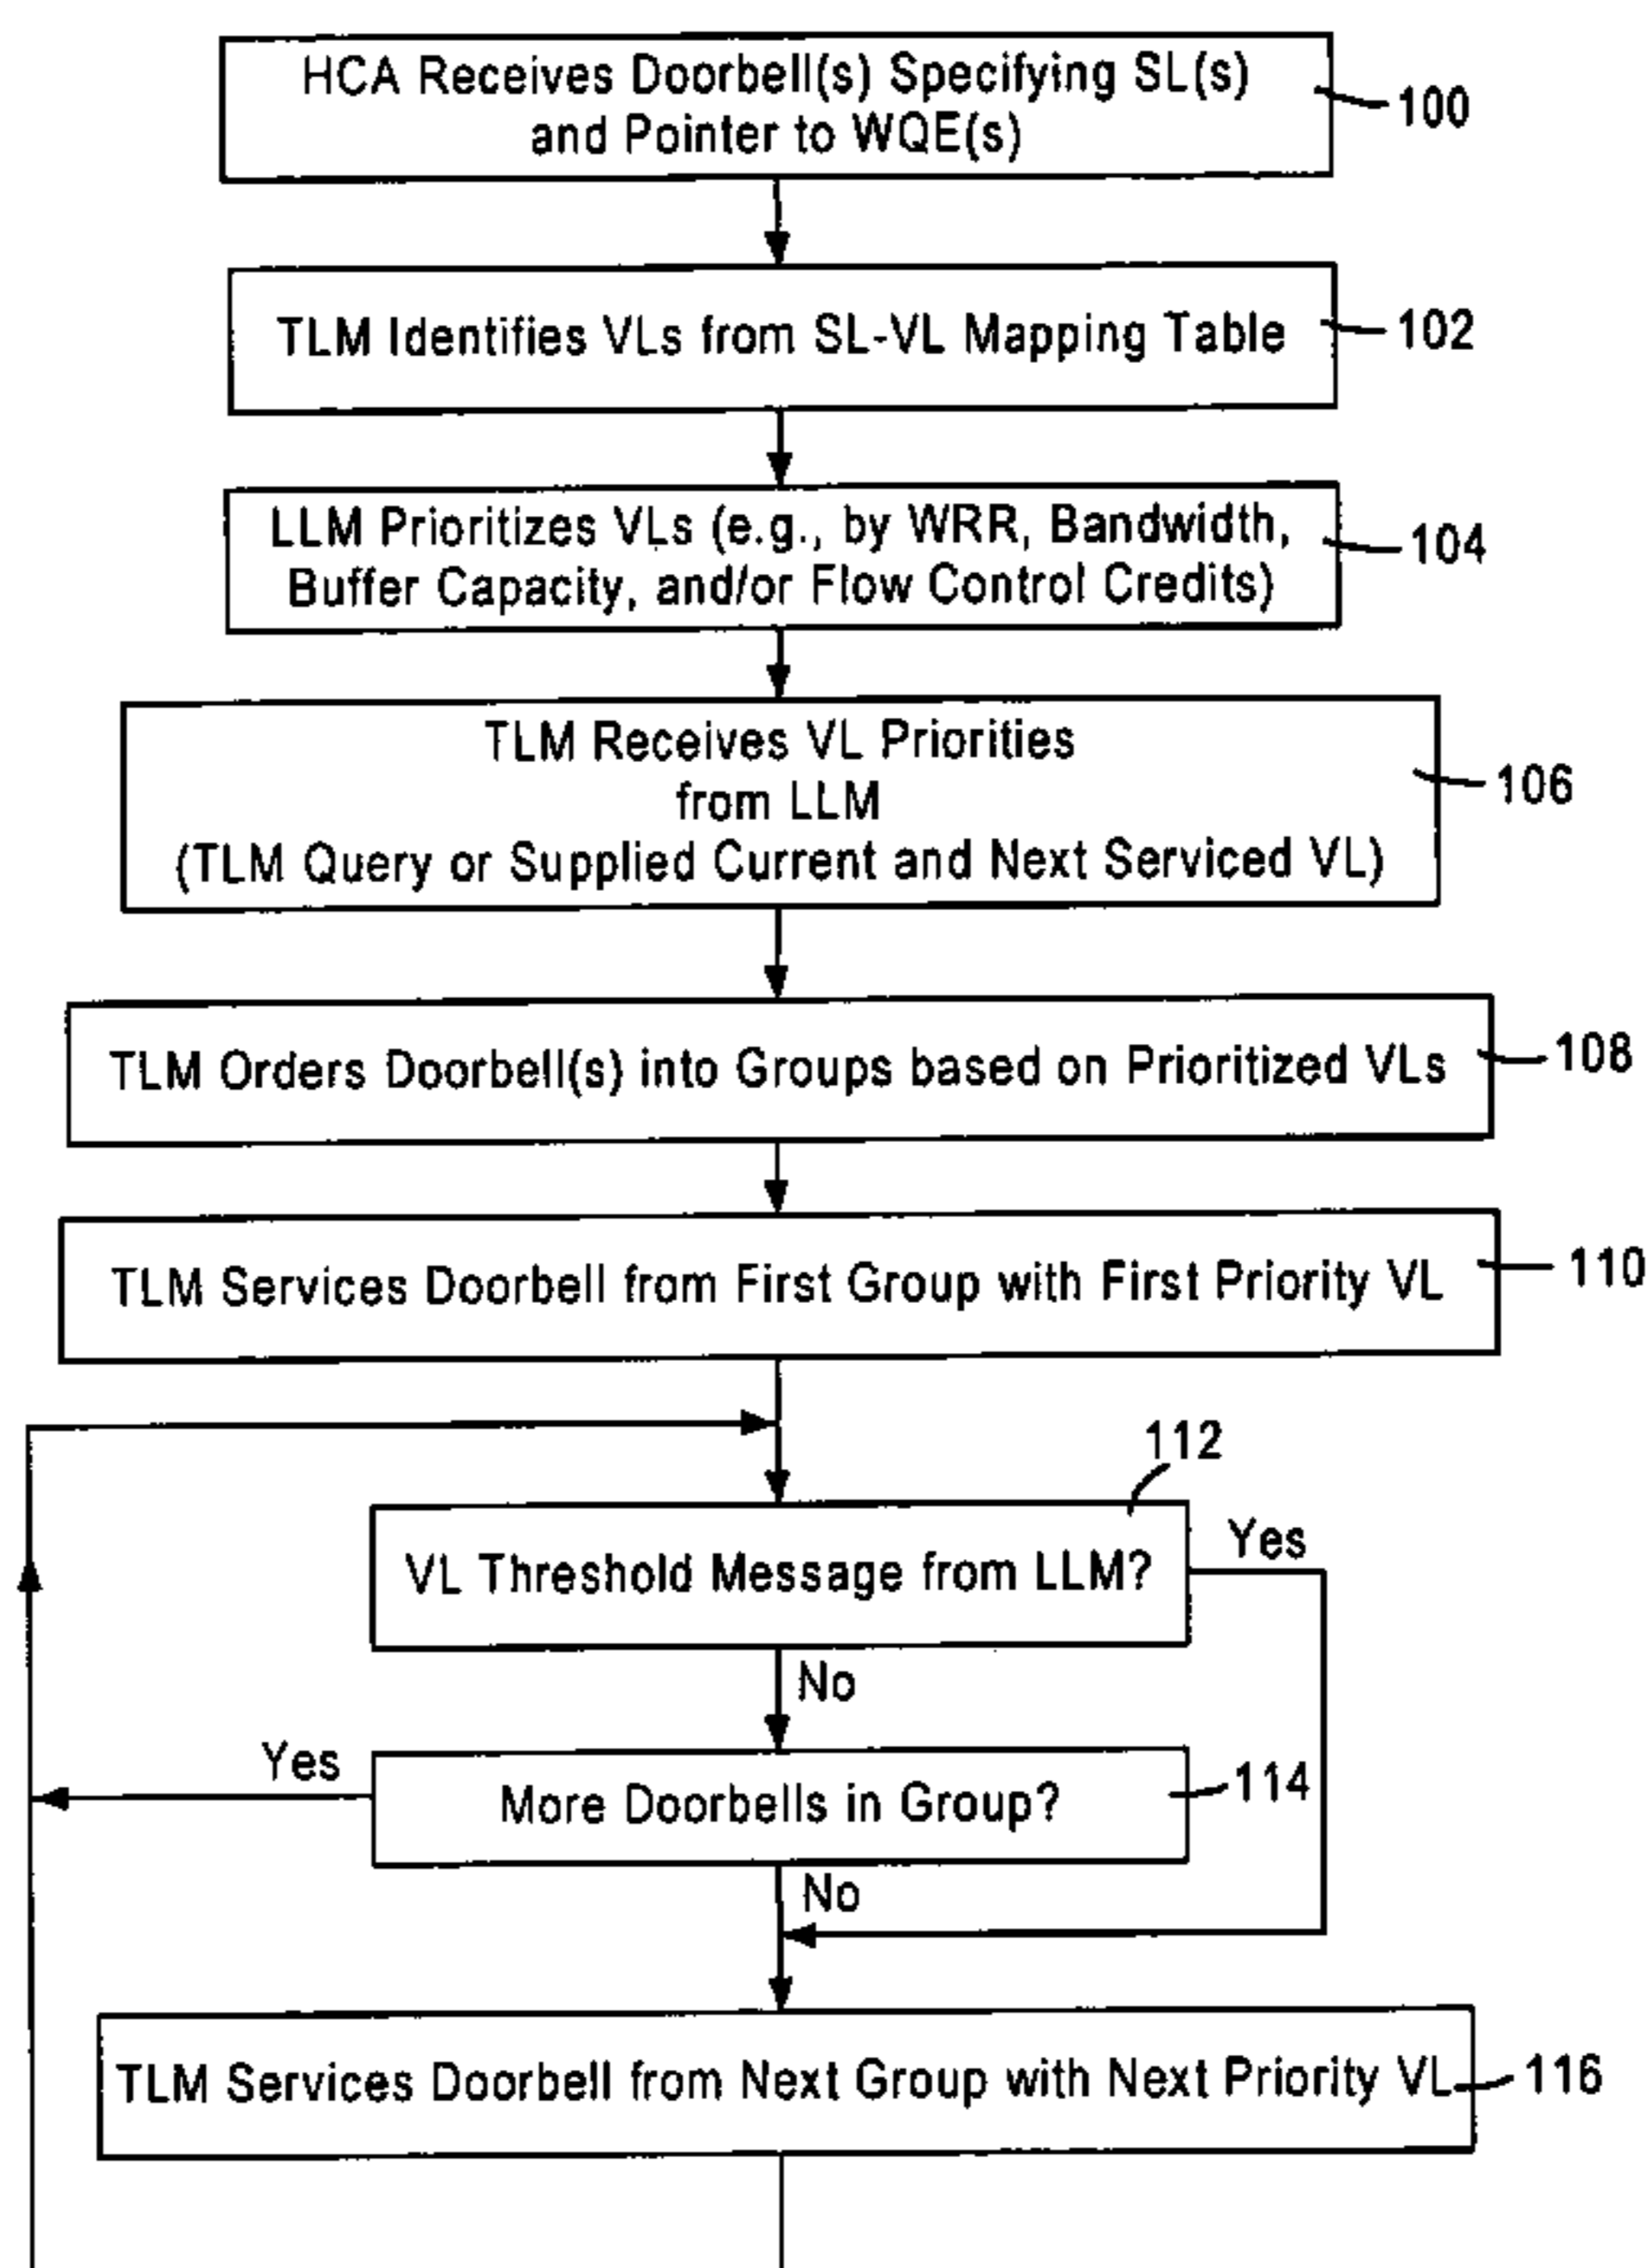 HCA Receives Doorbell(s) Specifying SL(s)
and Pointer to WQE(s)
100
TLM Identifies VLs from SL-VL Mapping Table
102
LLM Prioritizes VLs (e.g., by WRR, Bandwidth,
Buffer Capacity, and/or Flow Control Credits)
104
TLM Receives VL Priorities
from LLM
(TLM Query or Supplied Current and Next Serviced VL)
106
TLM Orders Doorbell(s) into Groups based on Prioritized VLs
108
TLM Services Doorbell from First Group with First Priority VL
110
112
VL Threshold Message from LLM?
Yes
No
Yes
More Doorbells in Group?
114
No
TLM Services Doorbell from Next Group with Next Priority VL
116